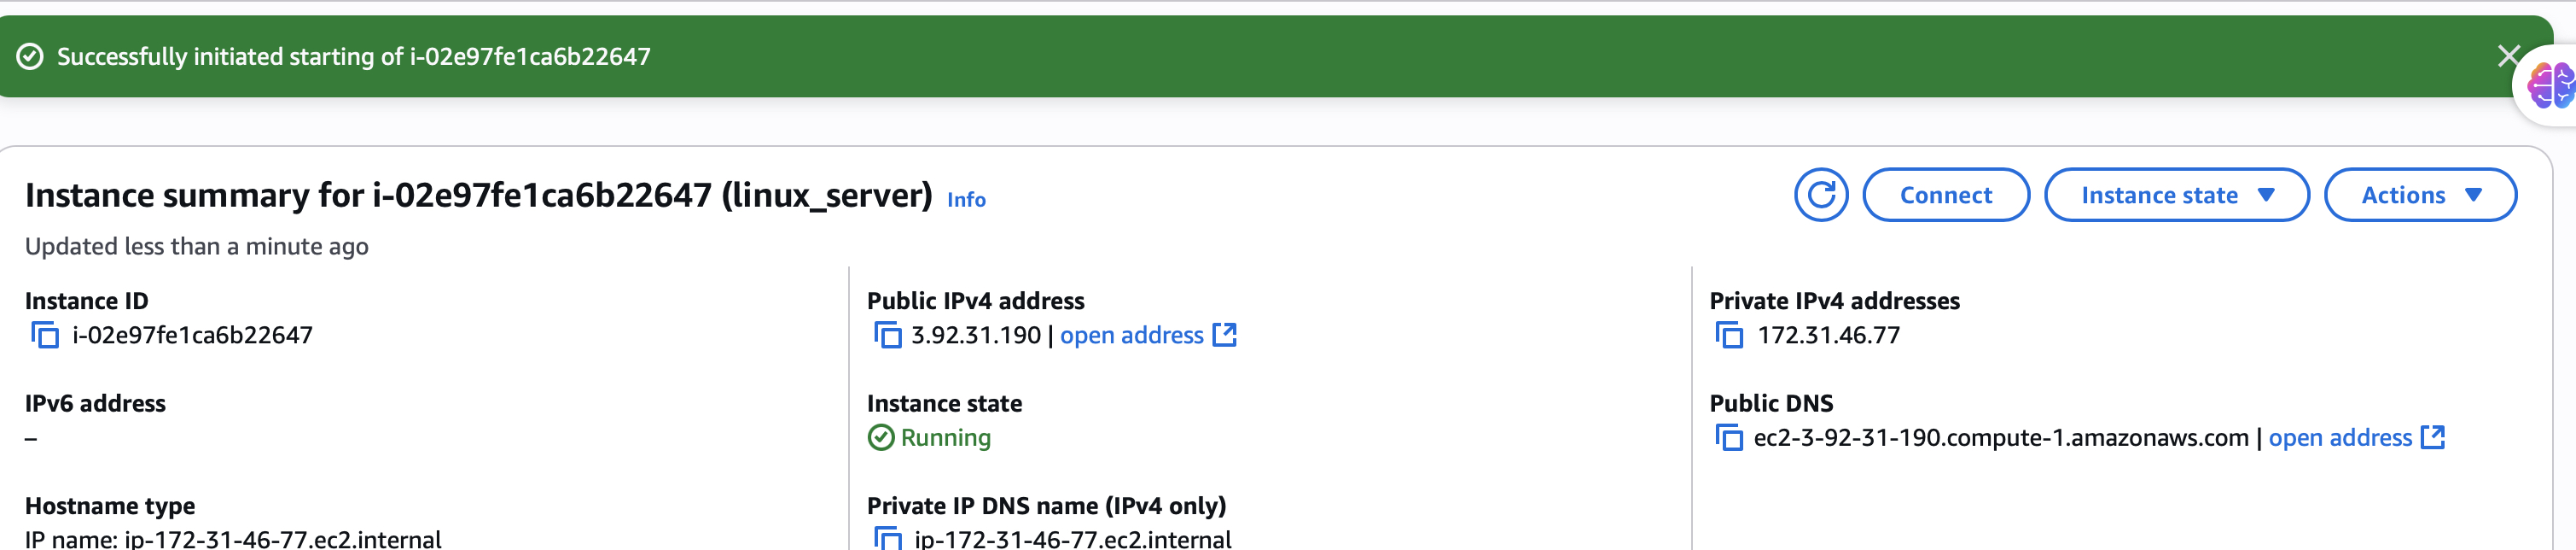 Successfully initiated starting of i-02e97fe1ca6b22647
Instance summary for i-02e97fe1ca6b22647 (linux_server) Info
Connect
Instance state
Actions
Updated less than a minute ago
Instance ID
i-02e97fe1ca6b22647
Public IPv4 address
3.92.31.190 | open address
Private IPv4 addresses
172.31.46.77
IPv6 address
–
Instance state
Running
Public DNS
ec2-3-92-31-190.compute-1.amazonaws.com | open address
Hostname type
IP name: ip-172-31-46-77.ec2.internal
Private IP DNS name (IPv4 only)
ip-172-31-46-77.ec2.internal